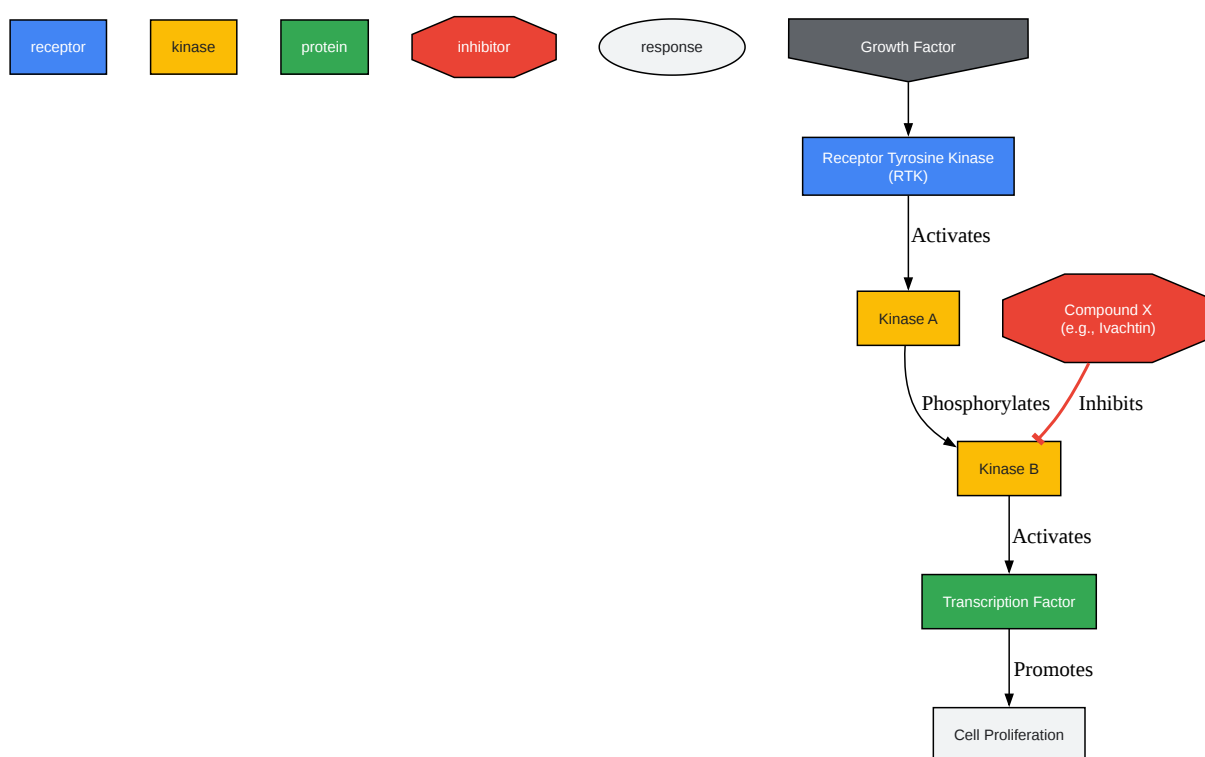 receptor
kinase
protein
inhibitor
response
Growth Factor
Receptor Tyrosine Kinase
(RTK)
Activates
Kinase A
Compound X
(e.g., Ivachtin)
Phosphorylates
Inhibits
Kinase B
Activates
Transcription Factor
Promotes
Cell Proliferation